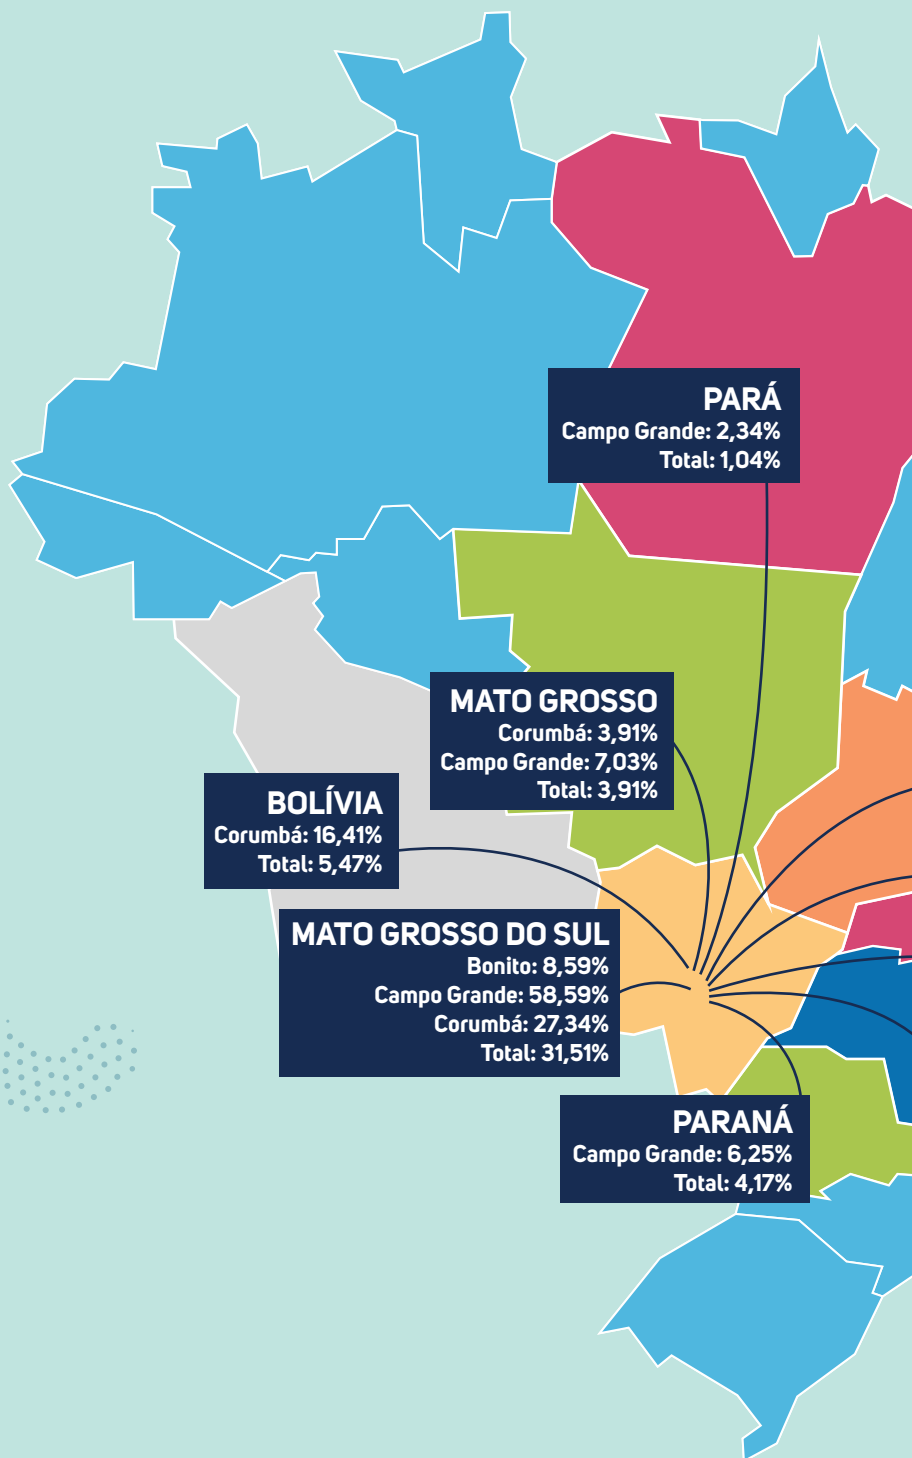 PARÁ
Campo Grande: 2,34%
Total: 1,04%
MATO GROSSO
Corumbá: 3,91%
Campo Grande: 7,03%
Total: 3,91%
BOLÍVIA
Corumbá: 16,41%
Total: 5,47%
MATO GROSSO DO SUL
Bonito: 8,59%
Campo Grande: 58,59%
Corumbá: 27,34%
Total: 31,51%
PARANÁ
Campo Grande: 6,25%
Total: 4,17%